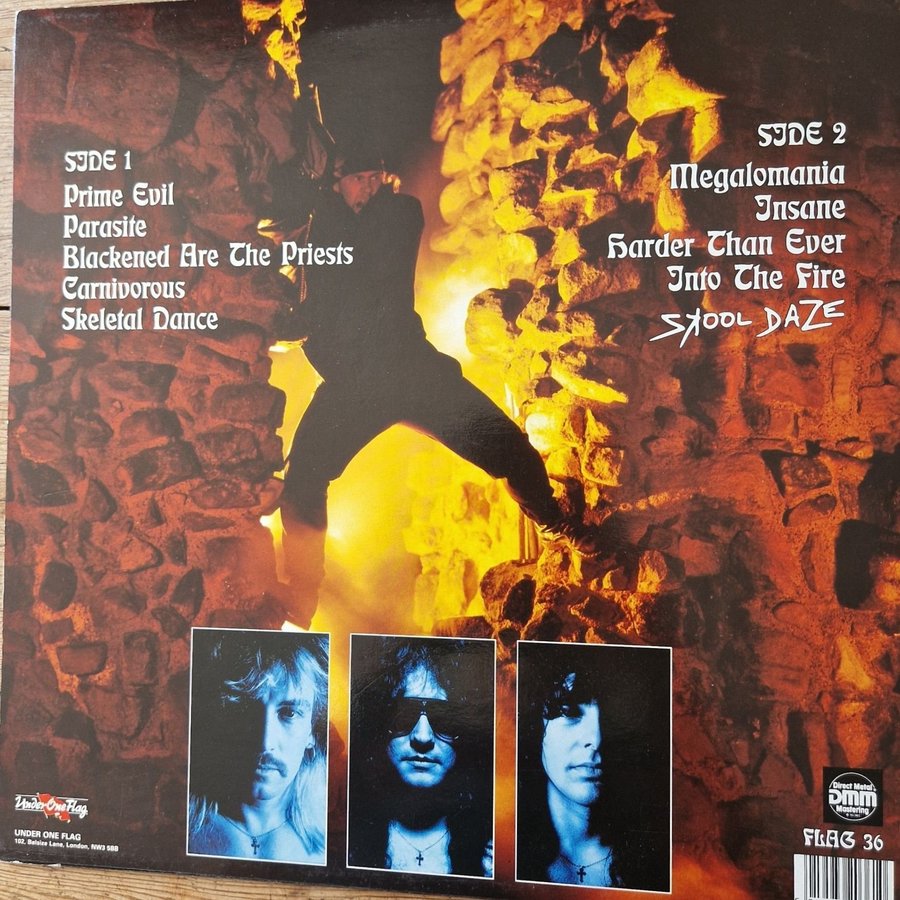 SIDE 1
Prime Evil
Parasite
Blackened Are The Priests
Carnivorous
Skeletal Dance
SIDE 2
Megalomania
Insane
Harder Than Ever
Into The Fire
SKOOL DAZE
Under One Flag
UNDER ONE FLAG
102, Belsize Lane, London, NW3 5BB
Direct Metal
DMM
Mastering
FLAG 36